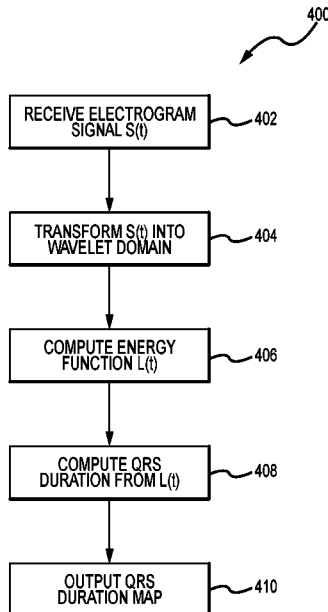 400
RECEIVE ELECTROGRAM
SIGNAL S(t)
402
TRANSFORM S(t) INTO
WAVELET DOMAIN
404
COMPUTE ENERGY
FUNCTION L(t)
406
COMPUTE QRS
DURATION FROM L(t)
408
OUTPUT QRS
DURATION MAP
410